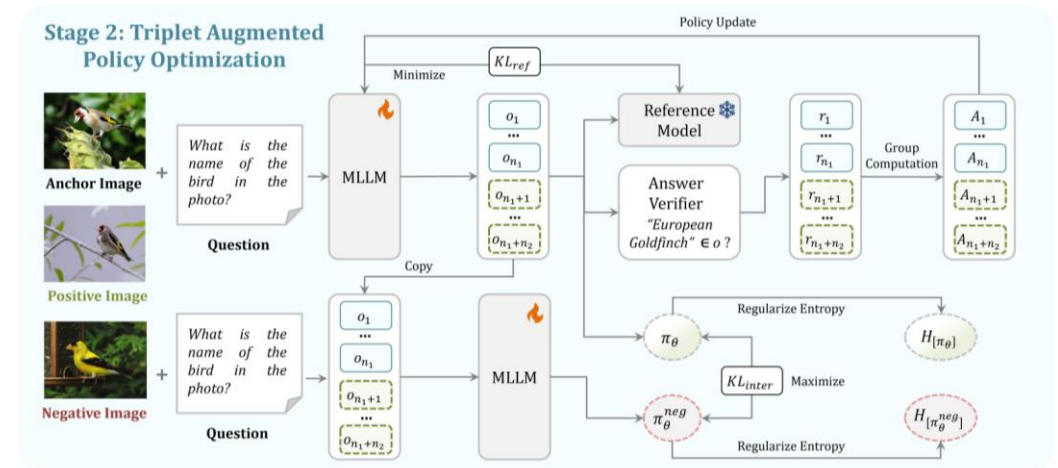 Stage 2: Triplet Augmented
Policy Optimization
Policy Update
Minimize
KL_ref
Anchor Image
+
What is the
name of the
bird in the
photo?
Question
MLLM
o_1
...
o_{n_1}
o_{n_1+1}
...
o_{n_1+n_2}
Reference
Model
Answer
Verifier
"European
Goldfinch" ∈ o ?
r_1
...
r_{n_1}
r_{n_1+1}
...
r_{n_1+n_2}
Group
Computation
A_1
...
A_{n_1}
A_{n_1+1}
...
A_{n_1+n_2}
Positive Image
Copy
Negative Image
+
What is the
name of the
bird in the
photo?
Question
o_1
...
o_{n_1}
o_{n_1+1}
...
o_{n_1+n_2}
MLLM
Regularize Entropy
π_θ
H_{[π_θ]}
KL_inter
Maximize
π_θ^{neg}
H_{[π_θ^{neg}]}
Regularize Entropy